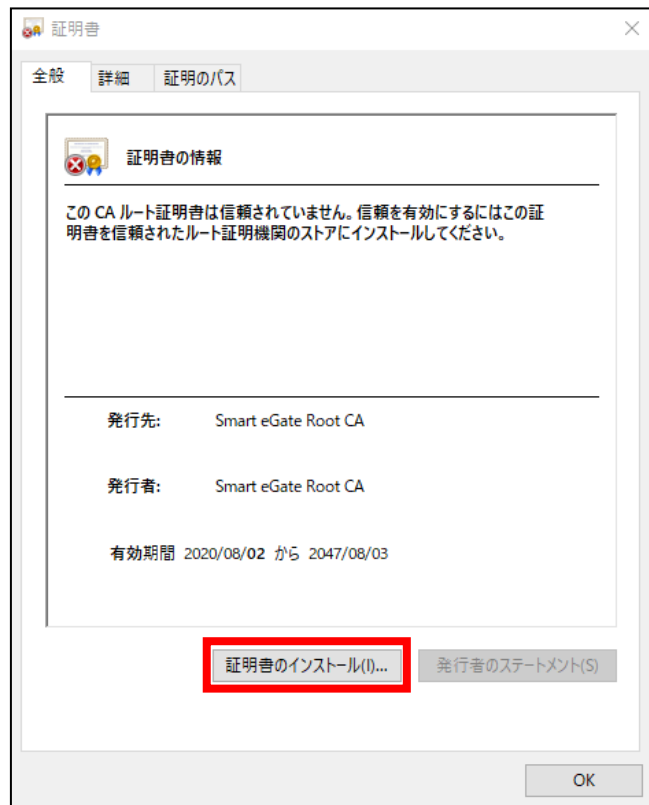 証明書
全般
詳細
証明のパス
証明書の情報
この CA ルート証明書は信頼されていません。信頼を有効にするにはこの証
明書を信頼されたルート証明機関のストアにインストールしてください。
発行先: Smart eGate Root CA
発行者: Smart eGate Root CA
有効期間 2020/08/02 から 2047/08/03
証明書のインストール(I)...
発行者のステートメント(S)
OK